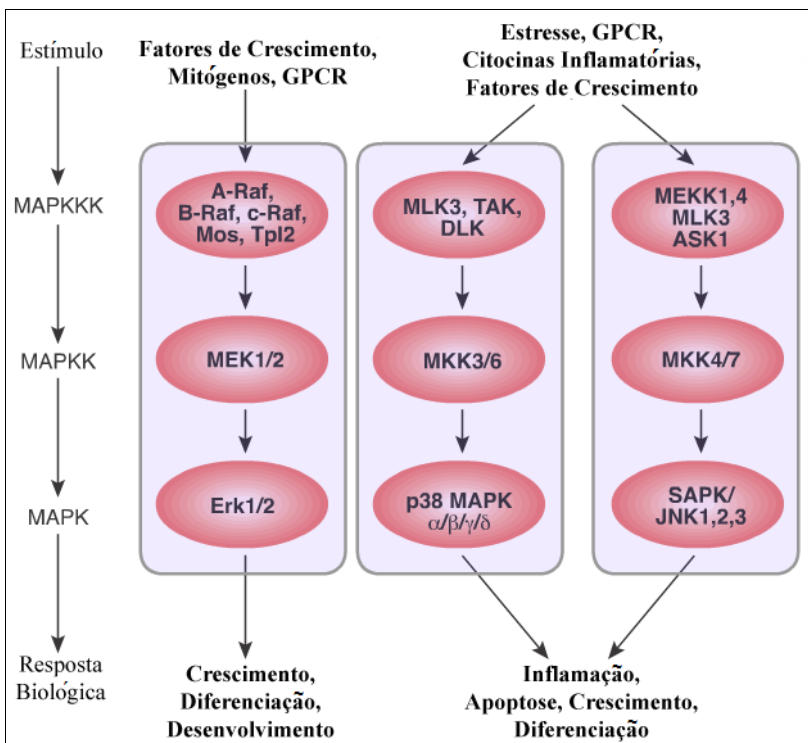 Estímulo
MAPKKK
MAPKK
MAPK
Resposta
Biológica
Fatores de Crescimento,
Mitógenos, GPCR
A-Raf,
B-Raf, c-Raf,
Mos, Tpl2
MEK1/2
Erk1/2
Crescimento,
Diferenciação,
Desenvolvimento
Estresse, GPCR,
Citocinas Inflamatórias,
Fatores de Crescimento
MLK3, TAK,
DLK
MKK3/6
p38 MAPK
α/β/γ/δ
MEKK1,4
MLK3
ASK1
MKK4/7
SAPK/
JNK1,2,3
Inflamação,
Apoptose, Crescimento,
Diferenciação